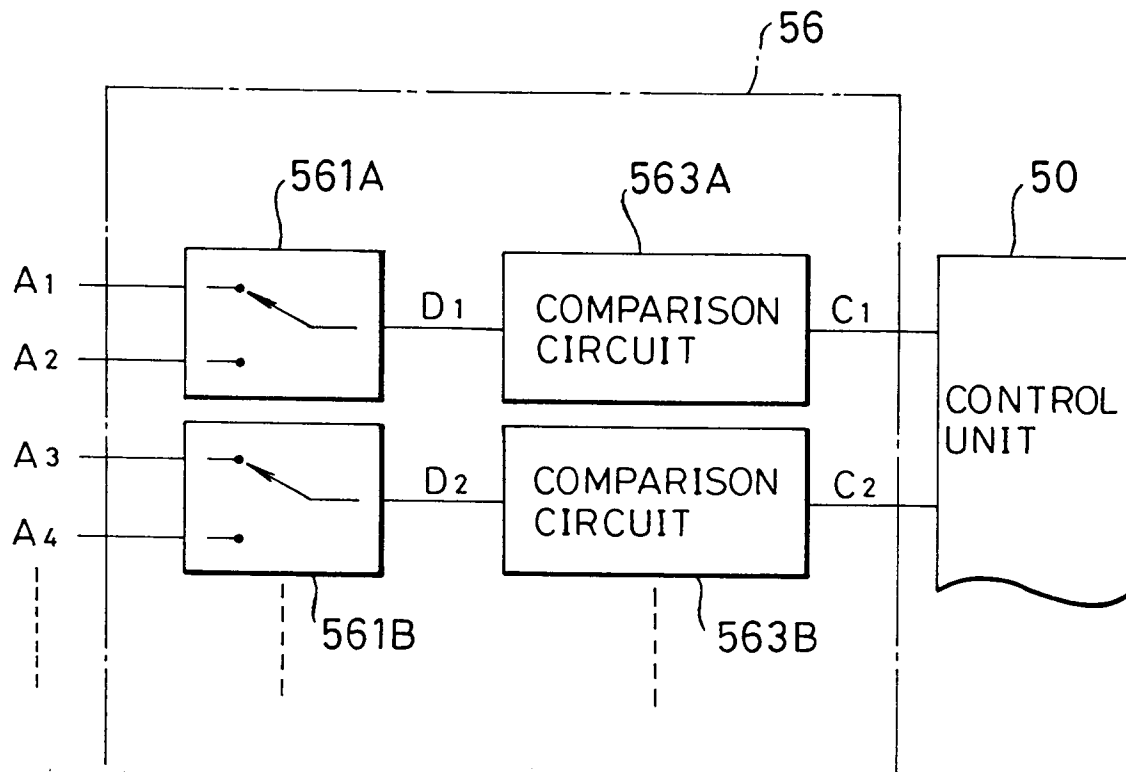 56
561A
563A
50
A1
A2
D1
COMPARISON
CIRCUIT
C1
CONTROL
UNIT
A3
A4
D2
COMPARISON
CIRCUIT
C2
561B
563B